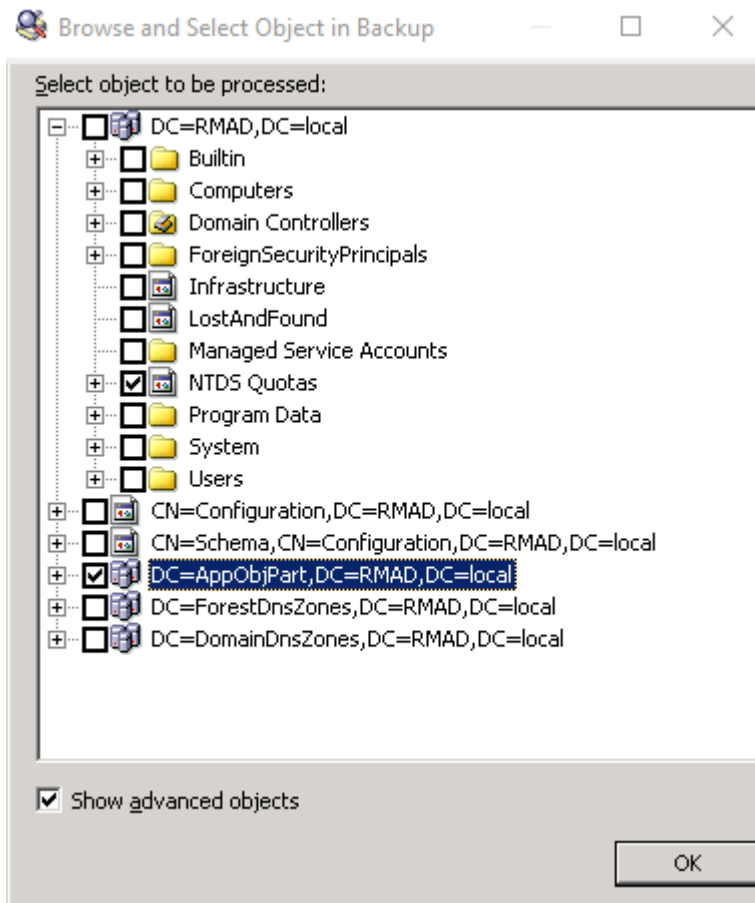 Browse and Select Object in Backup
Select object to be processed:
DC=RMAD,DC=local
Builtin
Computers
Domain Controllers
ForeignSecurityPrincipals
Infrastructure
LostAndFound
Managed Service Accounts
NTDS Quotas
Program Data
System
Users
CN=Configuration,DC=RMAD,DC=local
CN=Schema,CN=Configuration,DC=RMAD,DC=local
DC=AppObjPart,DC=RMAD,DC=local
DC=ForestDnsZones,DC=RMAD,DC=local
DC=DomainDnsZones,DC=RMAD,DC=local
Show advanced objects
OK